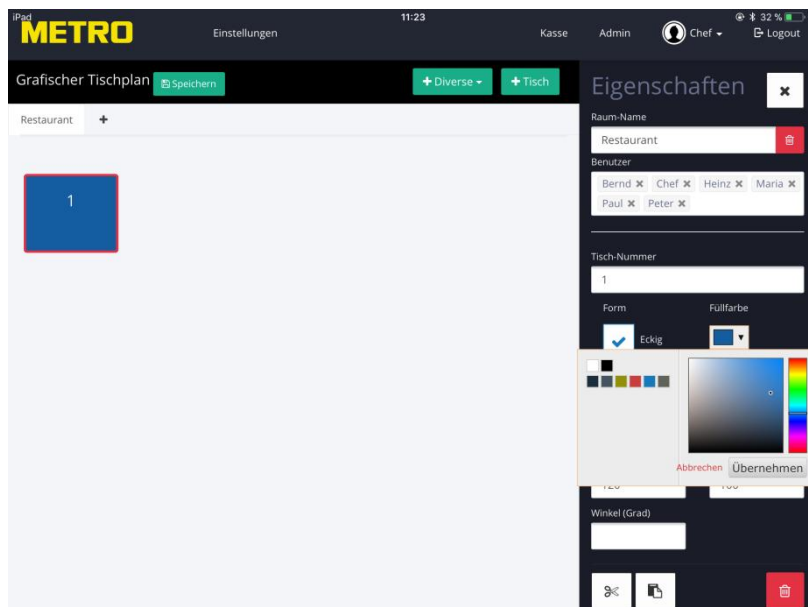 iPad
11:23
32 %
METRO
Einstellungen
Kasse
Admin
Chef
Logout
Grafischer Tischplan
Speichern
Diverse
Tisch
Restaurant
1
Eigenschaften
Raum-Name
Restaurant
Benutzer
Bernd
Chef
Heinz
Maria
Paul
Peter
Tisch-Nummer
1
Form
Füllfarbe
Eckig
Abbrechen
Übernehmen
Winkel (Grad)